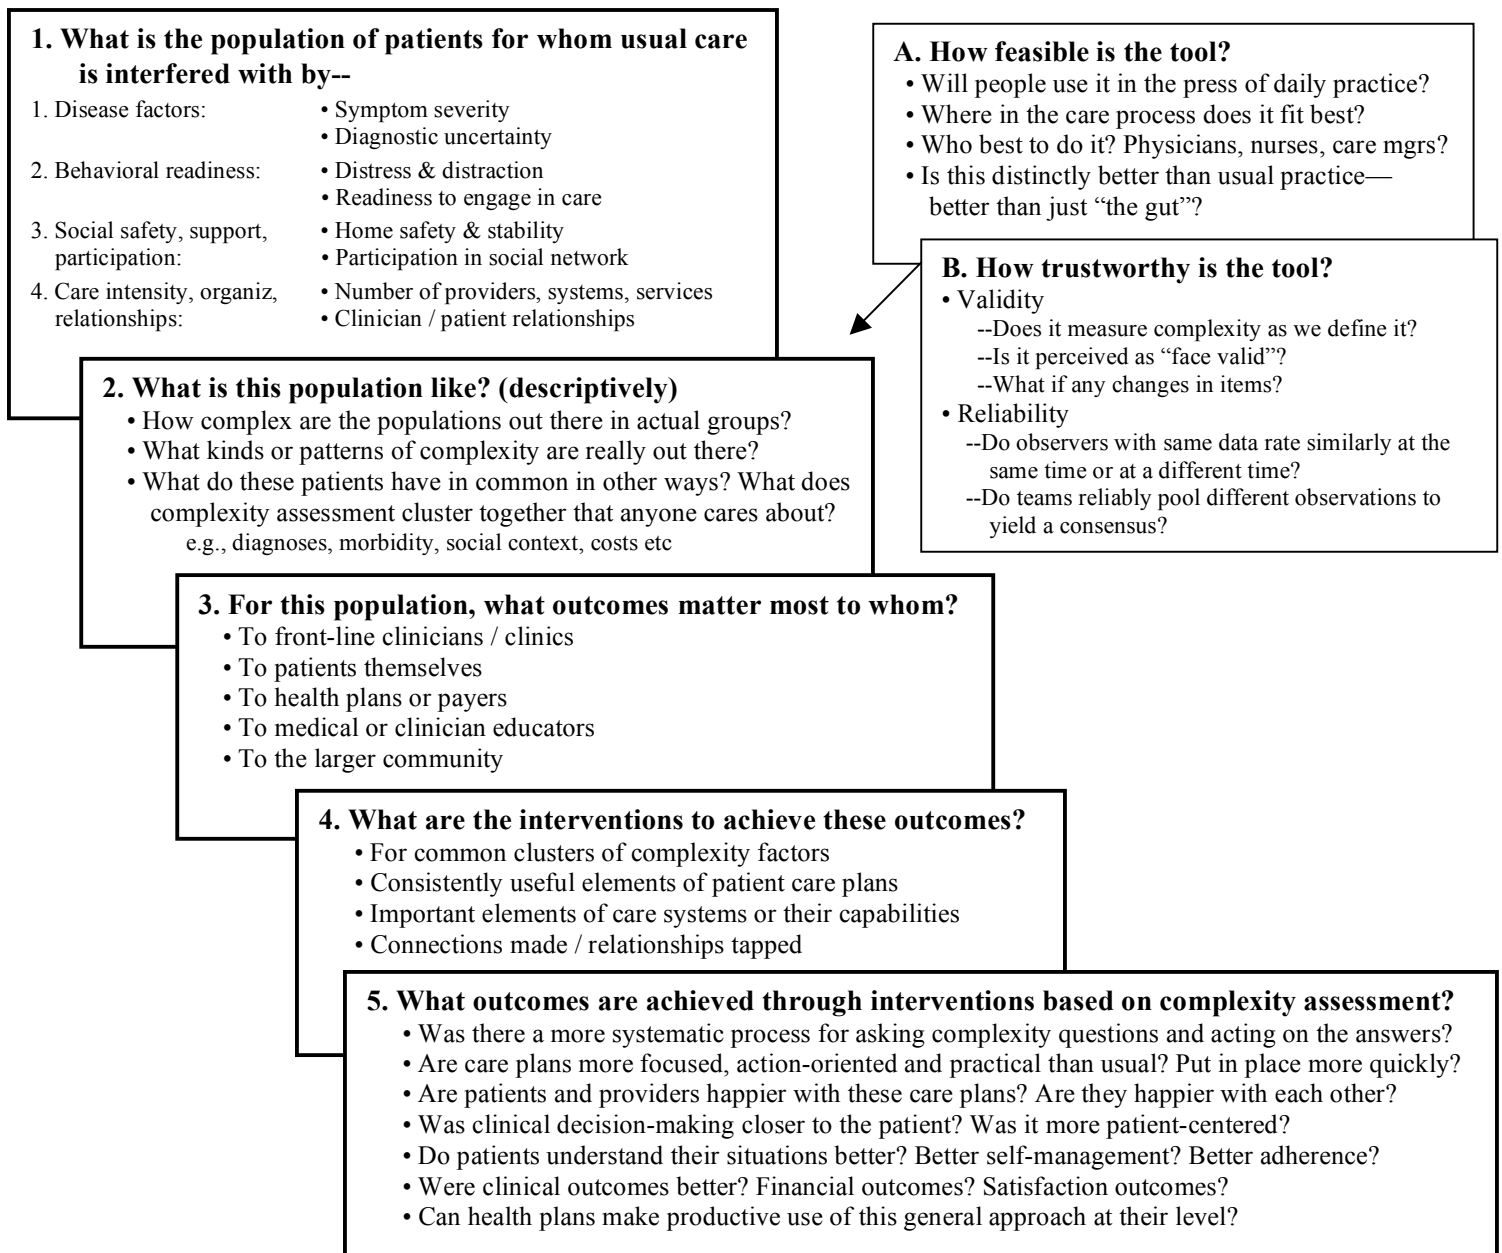 1. What is the population of patients for whom usual care
is interfered with by--
1. Disease factors:
• Symptom severity
• Diagnostic uncertainty
2. Behavioral readiness:
• Distress & distraction
• Readiness to engage in care
3. Social safety, support,
participation:
• Home safety & stability
• Participation in social network
4. Care intensity, organiz,
relationships:
• Number of providers, systems, services
• Clinician / patient relationships
A. How feasible is the tool?
• Will people use it in the press of daily practice?
• Where in the care process does it fit best?
• Who best to do it? Physicians, nurses, care mgrs?
• Is this distinctly better than usual practice—
better than just “the gut”?
B. How trustworthy is the tool?
• Validity
--Does it measure complexity as we define it?
--Is it perceived as “face valid”?
--What if any changes in items?
• Reliability
--Do observers with same data rate similarly at the
same time or at a different time?
--Do teams reliably pool different observations to
yield a consensus?
2. What is this population like? (descriptively)
• How complex are the populations out there in actual groups?
• What kinds or patterns of complexity are really out there?
• What do these patients have in common in other ways? What does
complexity assessment cluster together that anyone cares about?
e.g., diagnoses, morbidity, social context, costs etc
3. For this population, what outcomes matter most to whom?
• To front-line clinicians / clinics
• To patients themselves
• To health plans or payers
• To medical or clinician educators
• To the larger community
4. What are the interventions to achieve these outcomes?
• For common clusters of complexity factors
• Consistently useful elements of patient care plans
• Important elements of care systems or their capabilities
• Connections made / relationships tapped
5. What outcomes are achieved through interventions based on complexity assessment?
• Was there a more systematic process for asking complexity questions and acting on the answers?
• Are care plans more focused, action-oriented and practical than usual? Put in place more quickly?
• Are patients and providers happier with these care plans? Are they happier with each other?
• Was clinical decision-making closer to the patient? Was it more patient-centered?
• Do patients understand their situations better? Better self-management? Better adherence?
• Were clinical outcomes better? Financial outcomes? Satisfaction outcomes?
• Can health plans make productive use of this general approach at their level?